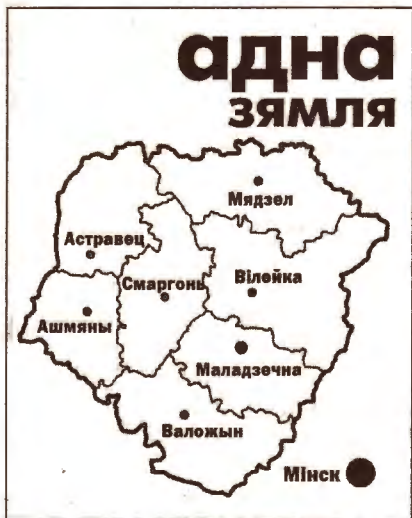 адна
зямля
Мядзел
Астравец
Смаргонь
Вілейка
Ашмяны
Маладзечна
Валожын
Мінск